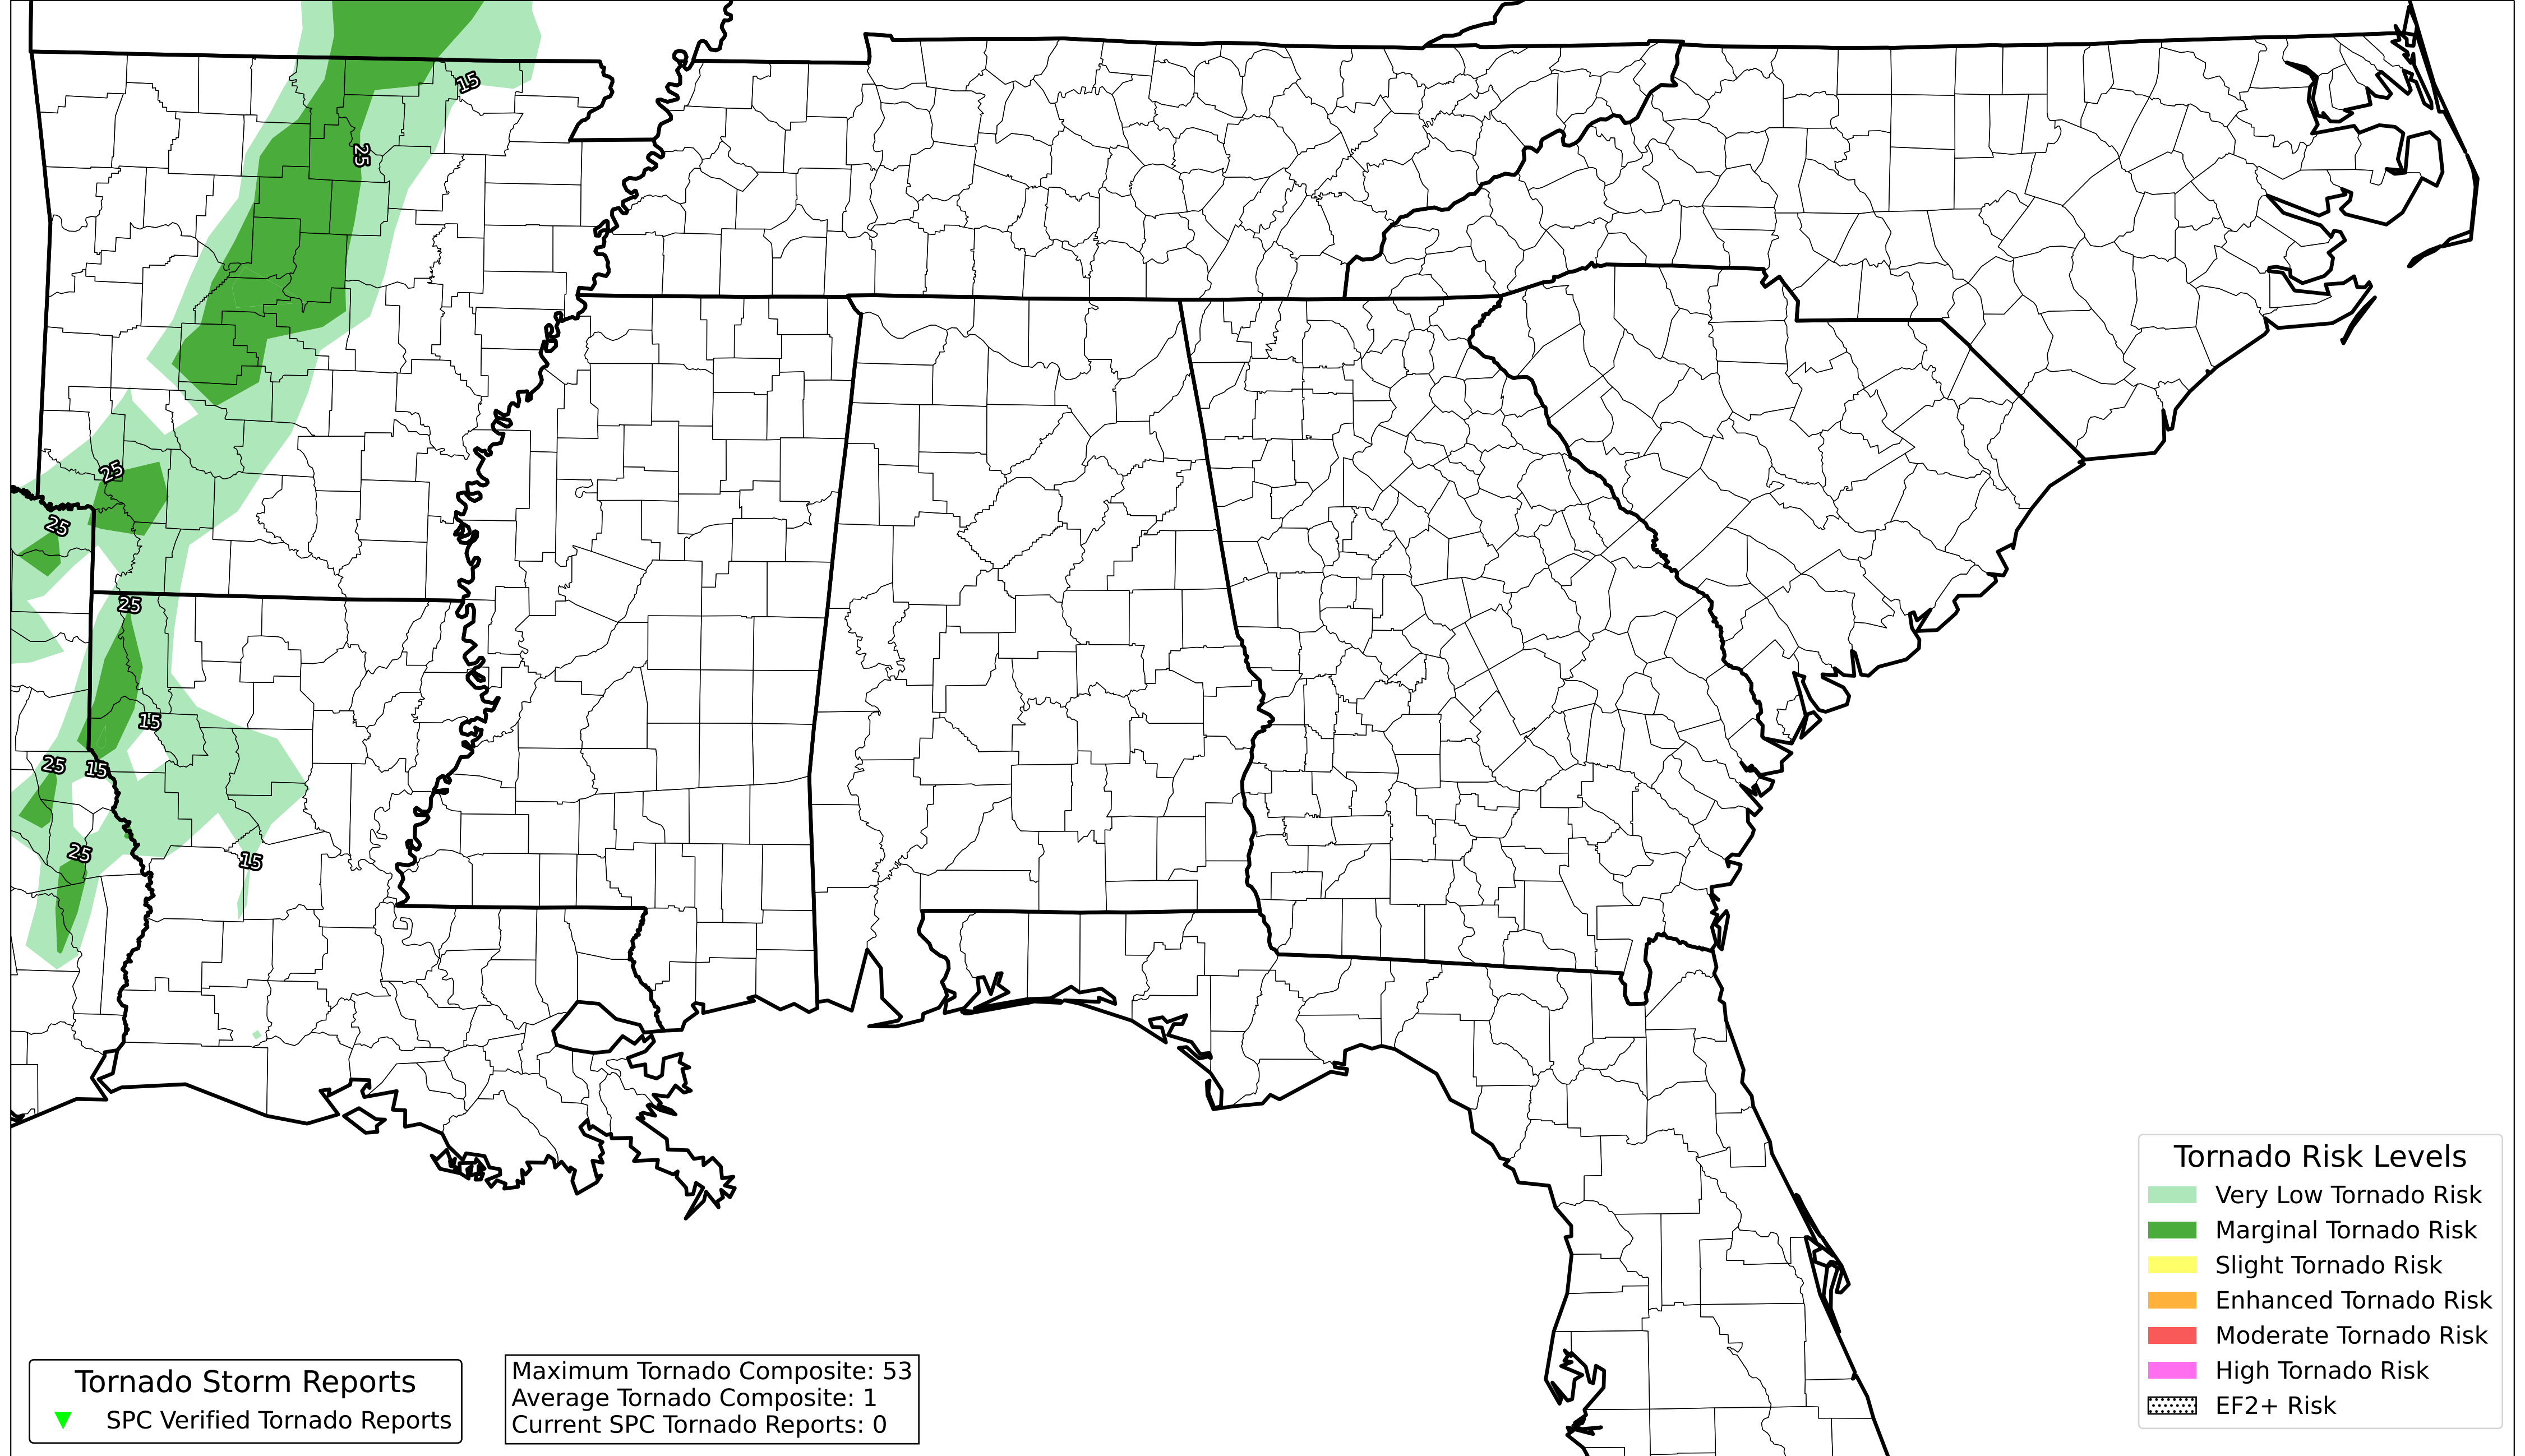 15
25
25
25
25
15
25
15
25
15
Tornado Risk Levels
Very Low Tornado Risk
Marginal Tornado Risk
Slight Tornado Risk
Enhanced Tornado Risk
Moderate Tornado Risk
High Tornado Risk
EF2+ Risk
Tornado Storm Reports
SPC Verified Tornado Reports
Maximum Tornado Composite: 53
Average Tornado Composite: 1
Current SPC Tornado Reports: 0